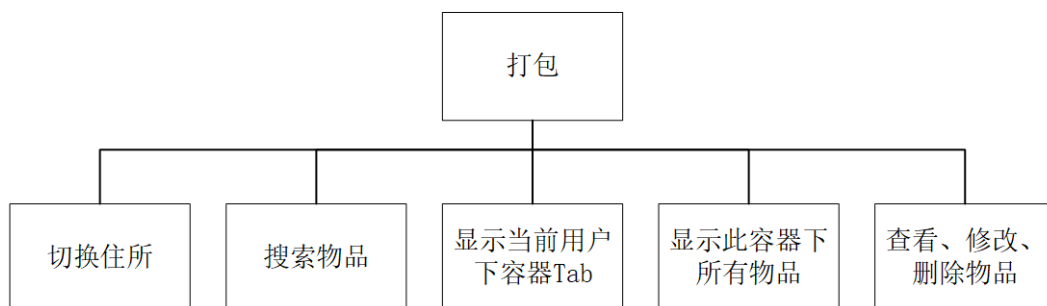 打包
切换住所
搜索物品
显示当前用户
下容器Tab
显示此容器下
所有物品
查看、修改、
删除物品